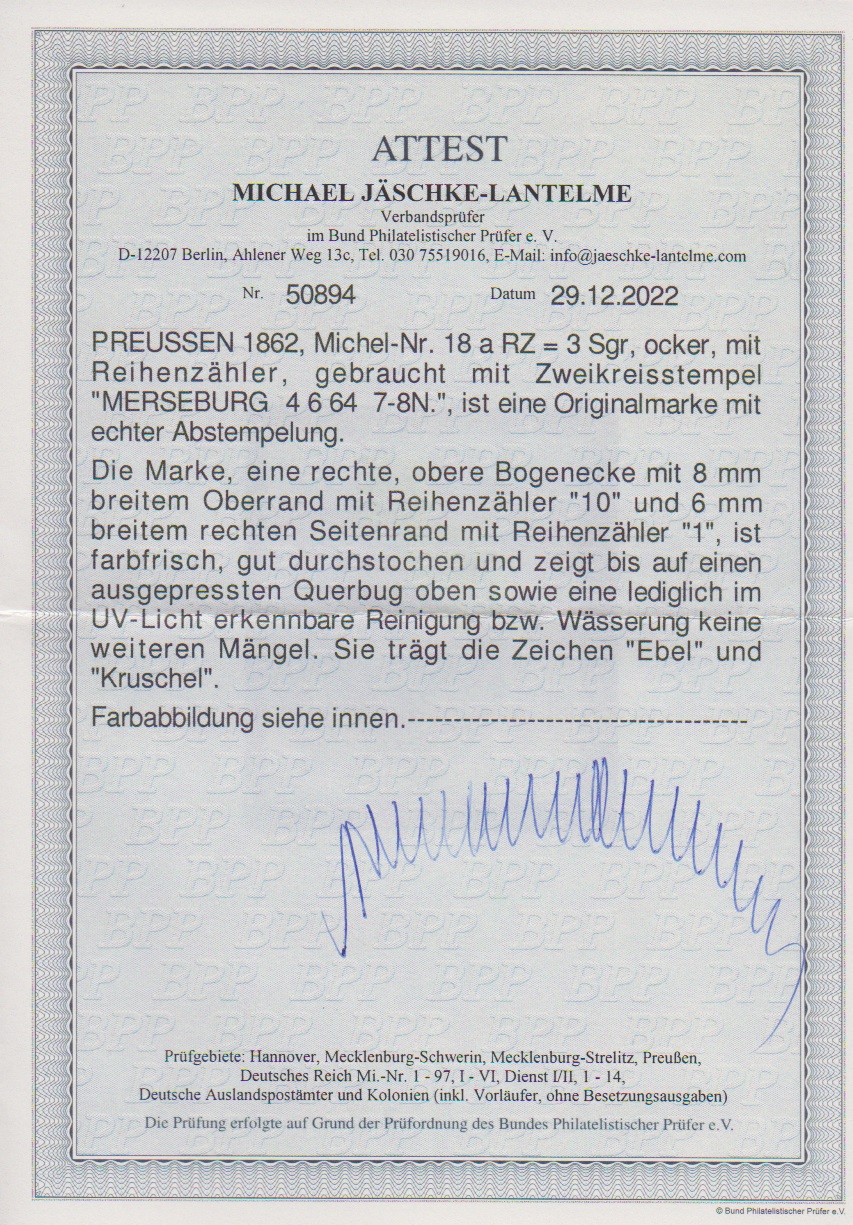 ATTEST
MICHAEL JÄSCHKE-LANTELME
Verbandsprüfer
im Bund Philatelistischer Prüfer e. V.
D-12207 Berlin, Ahlener Weg 13c, Tel. 030 75519016, E-Mail: info@jaeschke-lantelme.com
Nr. 50894 Datum 29.12.2022
PREUSSEN 1862, Michel-Nr. 18 a RZ = 3 Sgr, ocker, mit
Reihenzähler, gebraucht mit Zweikreisstempel
"MERSEBURG 4 6 64 7-8N.", ist eine Originalmarke mit
echter Abstempelung.
Die Marke, eine rechte, obere Bogenecke mit 8 mm
breitem Oberrand mit Reihenzähler "10" und 6 mm
breitem rechten Seitenrand mit Reihenzähler "1", ist
farbfrisch, gut durchstochen und zeigt bis auf einen
ausgepressten Querbug oben sowie eine lediglich im
UV-Licht erkennbare Reinigung bzw. Wässerung keine
weiteren Mängel. Sie trägt die Zeichen "Ebel" und
"Kruschel".
Farbabbildung siehe innen.-------------------------------------
Prüfgebiete: Hannover, Mecklenburg-Schwerin, Mecklenburg-Strelitz, Preußen,
Deutsches Reich Mi.-Nr. 1 - 97, I - VI, Dienst I/II, 1 - 14,
Deutsche Auslandspostämter und Kolonien (inkl. Vorläufer, ohne Besetzungsausgaben)
Die Prüfung erfolgte auf Grund der Prüfordnung des Bundes Philatelistischer Prüfer e.V.
© Bund Philatelistischer Prüfer e.V.